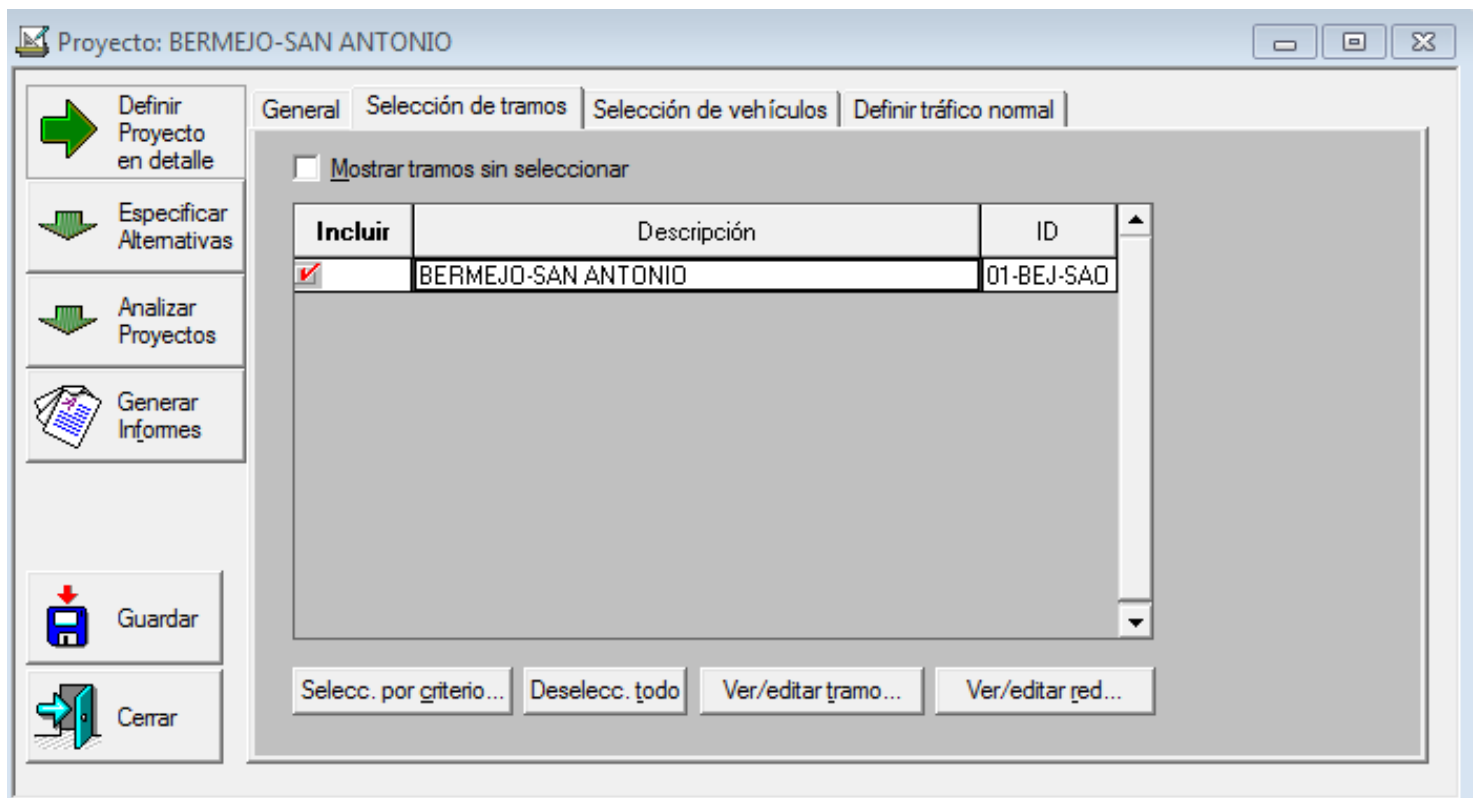 Proyecto: BERMEJO-SAN ANTONIO
Definir
Proyecto
en detalle
Especificar
Alternativas
Analizar
Proyectos
Generar
Informes
Guardar
Cerrar
General Selección de tramos Selección de vehículos Definir tráfico normal
Mostrar tramos sin seleccionar
Incluir Descripción ID
BERMEJO-SAN ANTONIO 01-BEJ-SAO
Selecc. por criterio... Deselecc. todo Ver/editar tramo... Ver/editar red...